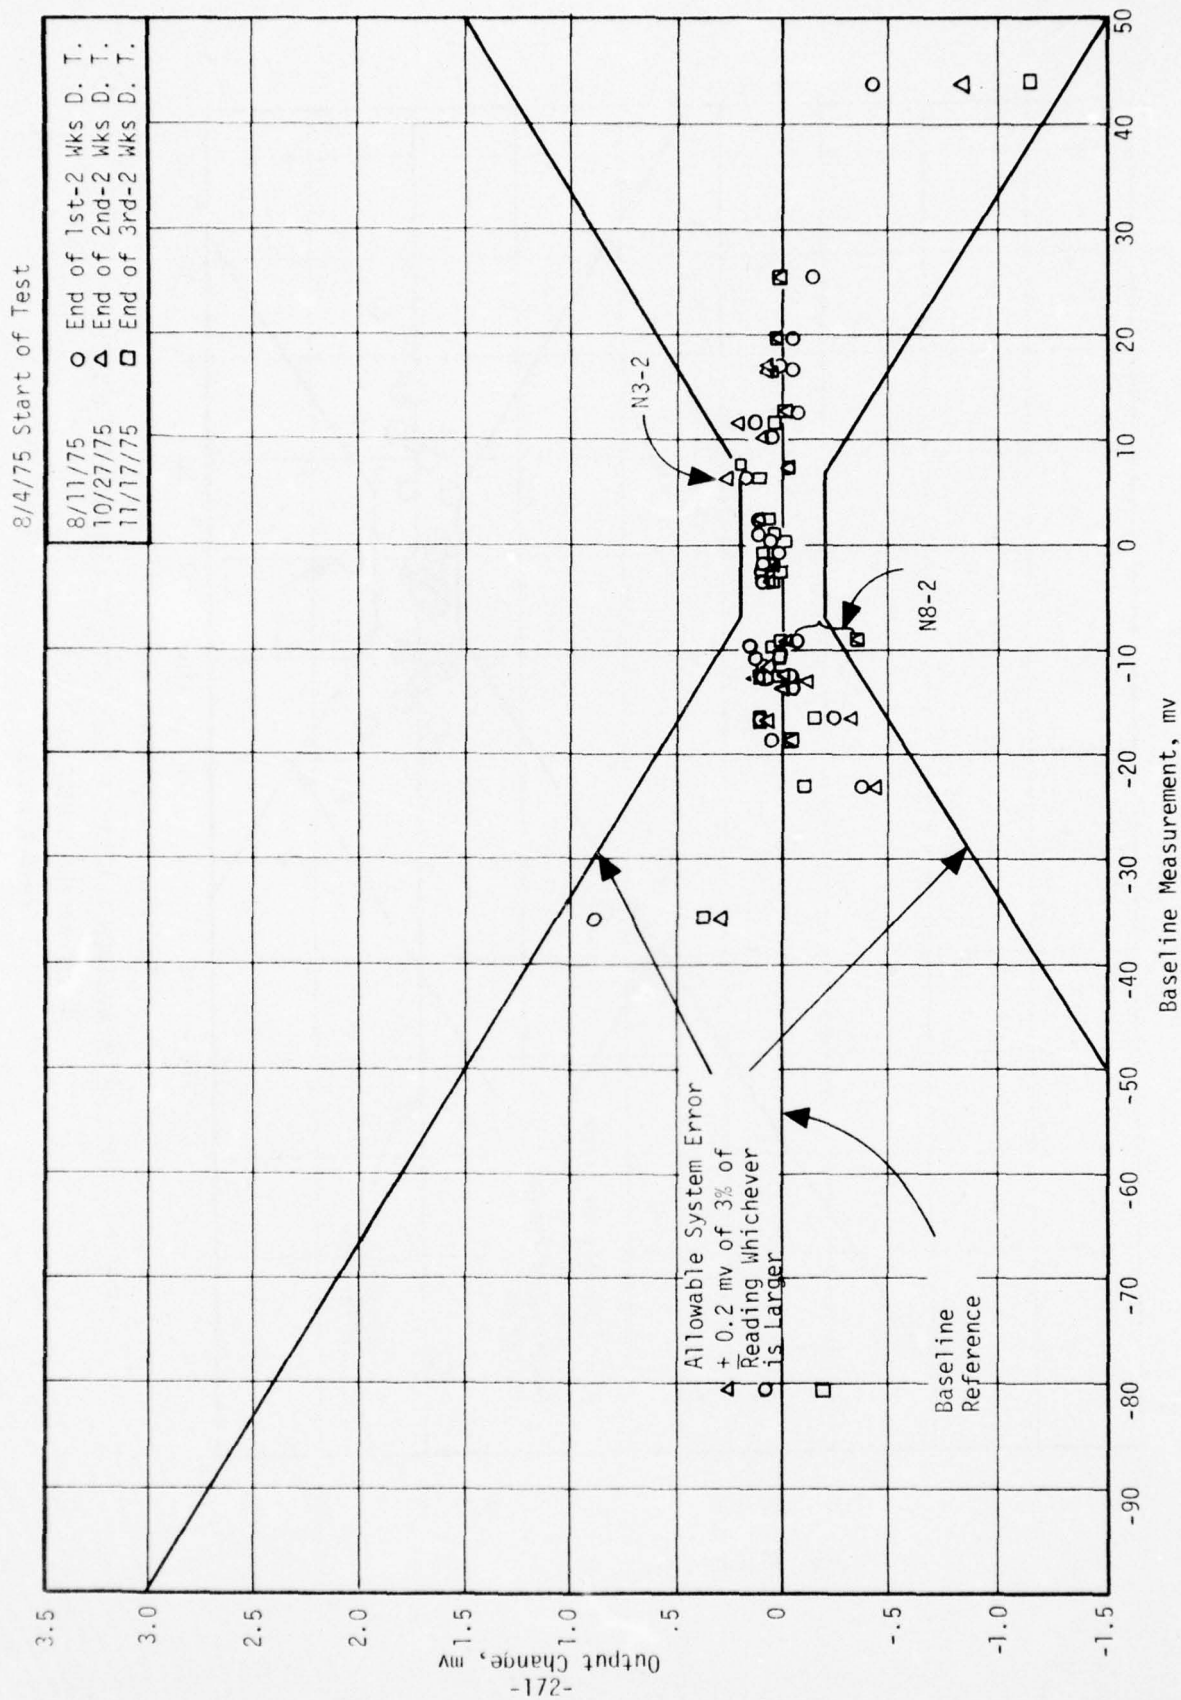 8/4/75 Start of Test
8/11/75 O End of 1st-2 Wks D. T.
10/27/75 Δ End of 2nd-2 Wks D. T.
11/17/75 □ End of 3rd-2 Wks D. T.
3.5
3.0
2.5
2.0
1.5
1.0
.5
0
-.5
-1.0
-1.5
Output Change, mv
N3-2
N8-2
Allowable System Error
+ 0.2 mv of 3% of
Reading Whichever
is Larger
Baseline
Reference
-90
-80
-70
-60
-50
-40
-30
-20
-10
0
10
20
30
40
50
Baseline Measurement, mv
-172-